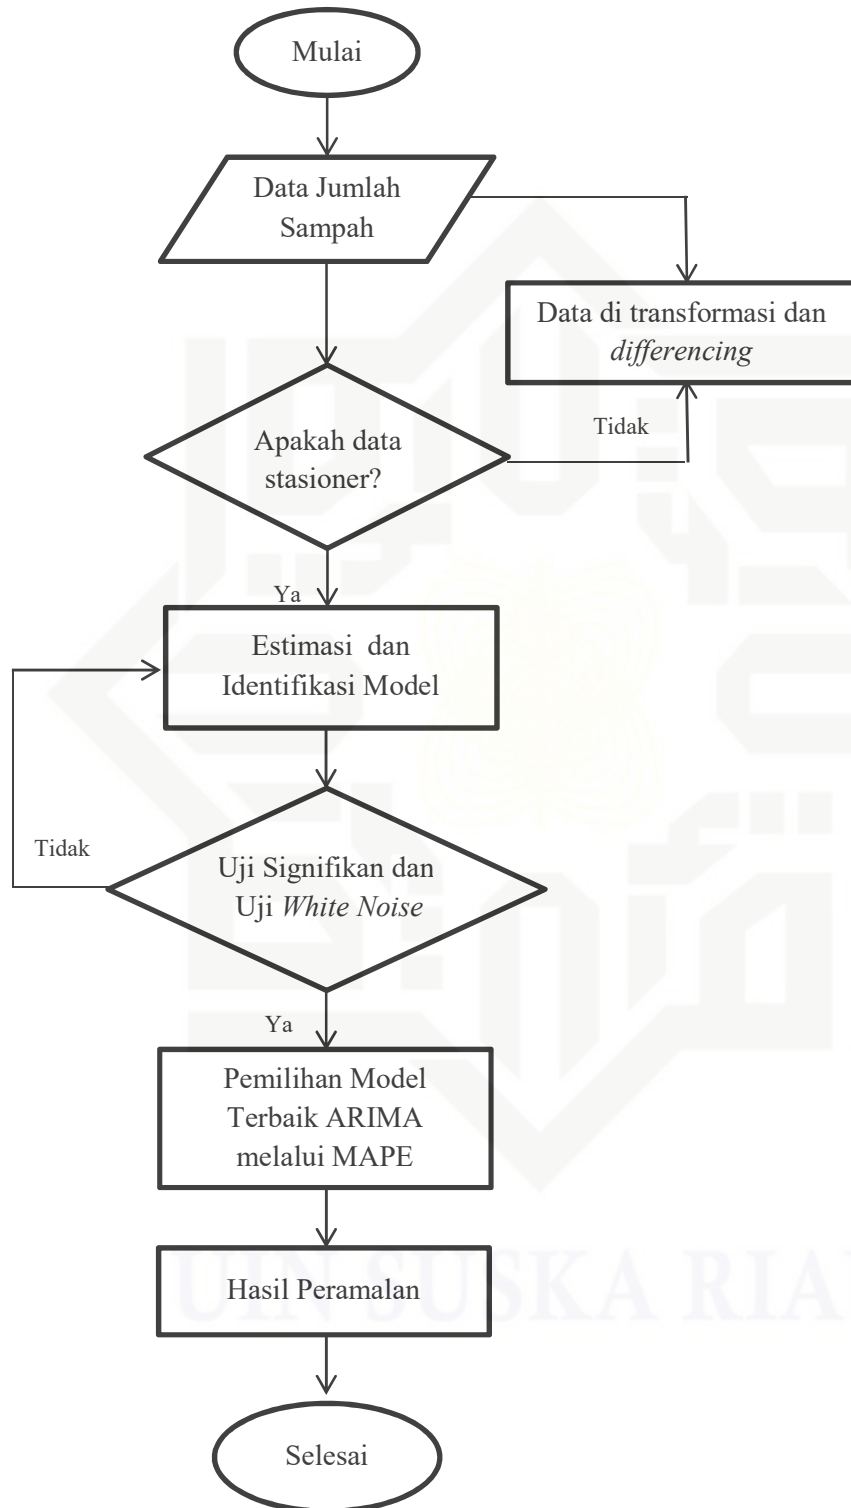 Mulai
Data Jumlah
Sampah
Data di transformasi dan
differencing
Tidak
Apakah data
stasioner?
Ya
Estimasi dan
Identifikasi Model
Tidak
Uji Signifikan dan
Uji White Noise
Ya
Pemilihan Model
Terbaik ARIMA
melalui MAPE
Hasil Peramalan
UIN SUSKA RIAU
Selesai